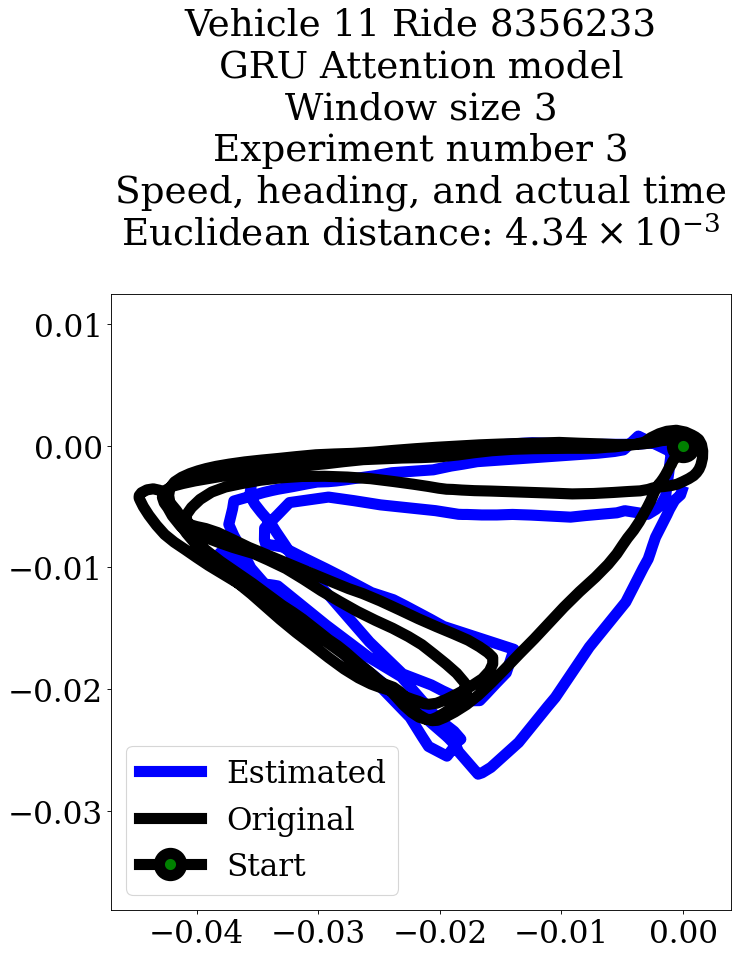 Vehicle 11 Ride 8356233
GRU Attention model
Window size 3
Experiment number 3
Speed, heading, and actual time
Euclidean distance: 4.34 × 10⁻³
0.01
0.00
−0.01
−0.02
−0.03
Estimated
Original
Start
−0.04 −0.03 −0.02 −0.01 0.00